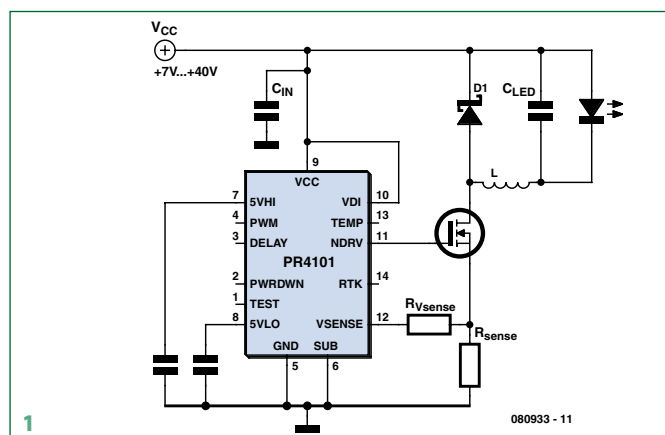 VCC
+7V...+40V
CIN
D1
CLED
L
9
VCC
7 5VHI VDI 10
4 PWM TEMP 13
3 DELAY NDRV 11
PR4101
2 PWRDWN RTK 14
1 TEST
8 5VLO VSENSE 12
GND SUB
5 6
RVsense
Rsense
1
080933 - 11